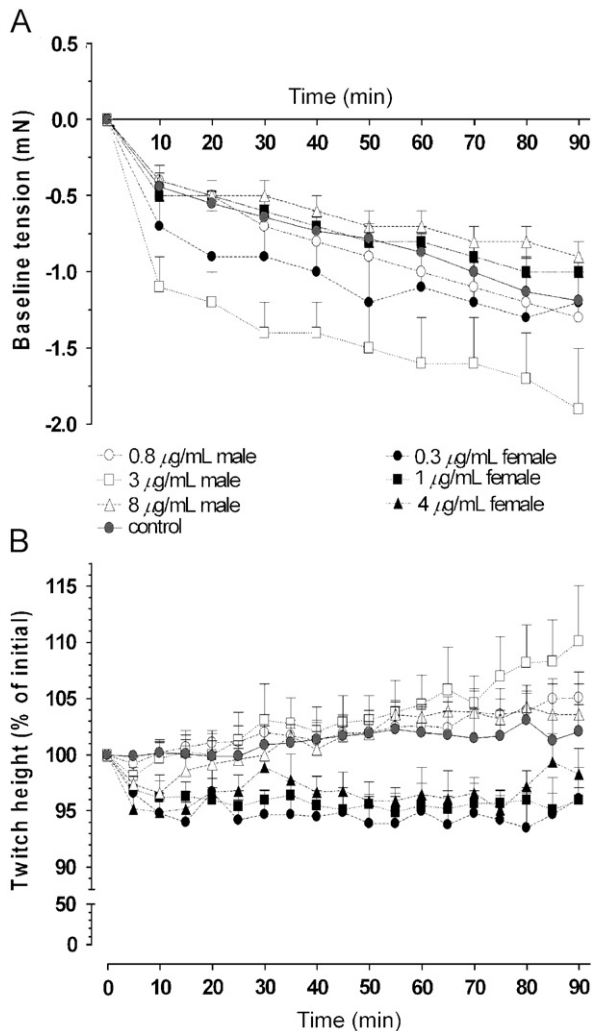 A
0.5
0.0
-0.5
-1.0
-1.5
-2.0
Baseline tension (mN)
Time (min)
10 20 30 40 50 60 70 80 90
0.8 µg/mL male
3 µg/mL male
8 µg/mL male
control
0.3 µg/mL female
1 µg/mL female
4 µg/mL female
B
115
110
105
100
95
90
50
0
Twitch height (% of initial)
0 10 20 30 40 50 60 70 80 90
Time (min)